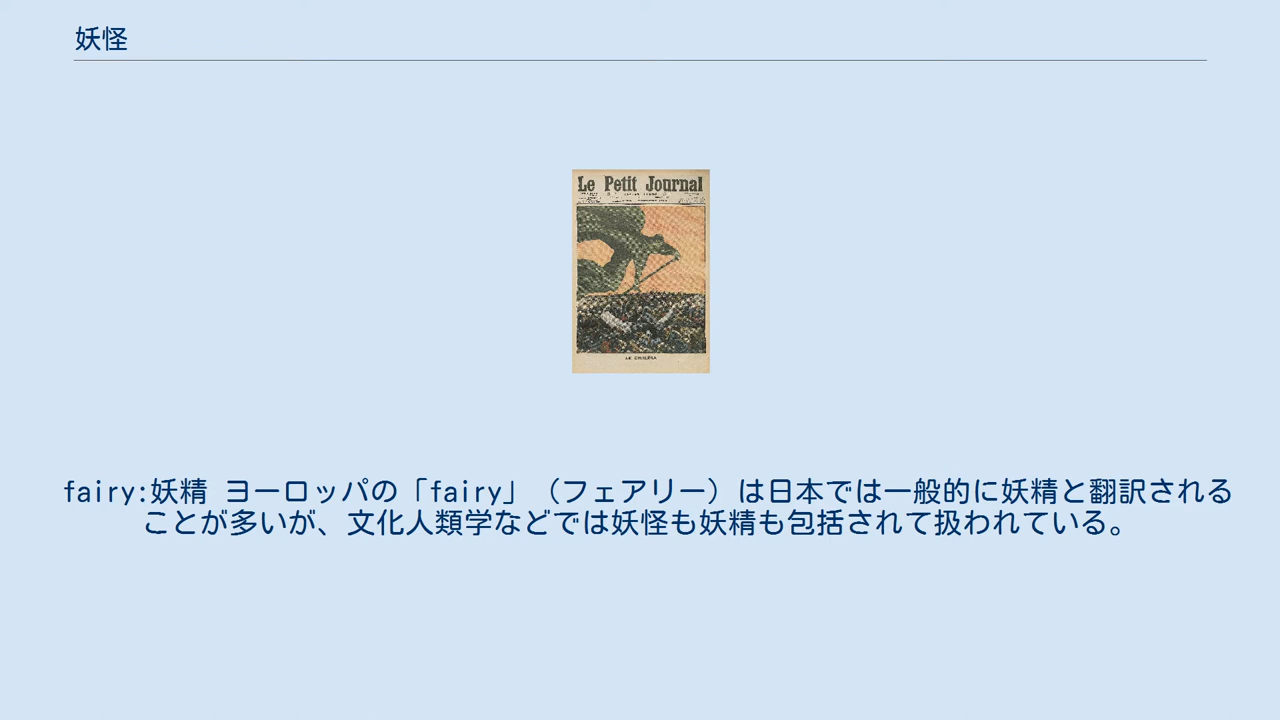 妖怪
Le Petit Journal
LE CHOLÉRA
fairy:妖精 ヨーロッパの「fairy」（フェアリー）は日本では一般的に妖精と翻訳される
ことが多いが、文化人類学などでは妖怪も妖精も包括されて扱われている。